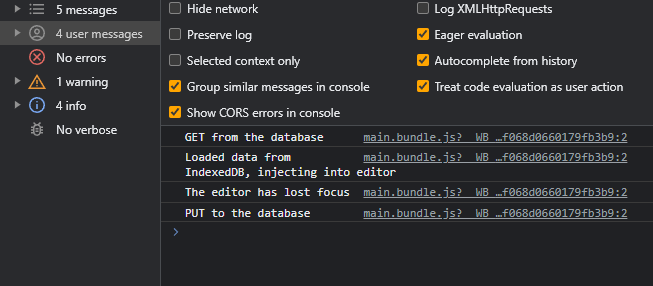 5 messages
4 user messages
No errors
1 warning
4 info
No verbose
Hide network
Log XMLHttpRequests
Preserve log
Eager evaluation
Selected context only
Autocomplete from history
Group similar messages in console
Treat code evaluation as user action
Show CORS errors in console
GET from the database main.bundle.js?__WB_…f068d0660179fb3b9:2
Loaded data from main.bundle.js?__WB_…f068d0660179fb3b9:2
IndexedDB, injecting into editor
The editor has lost focus main.bundle.js?__WB_…f068d0660179fb3b9:2
PUT to the database main.bundle.js?__WB_…f068d0660179fb3b9:2